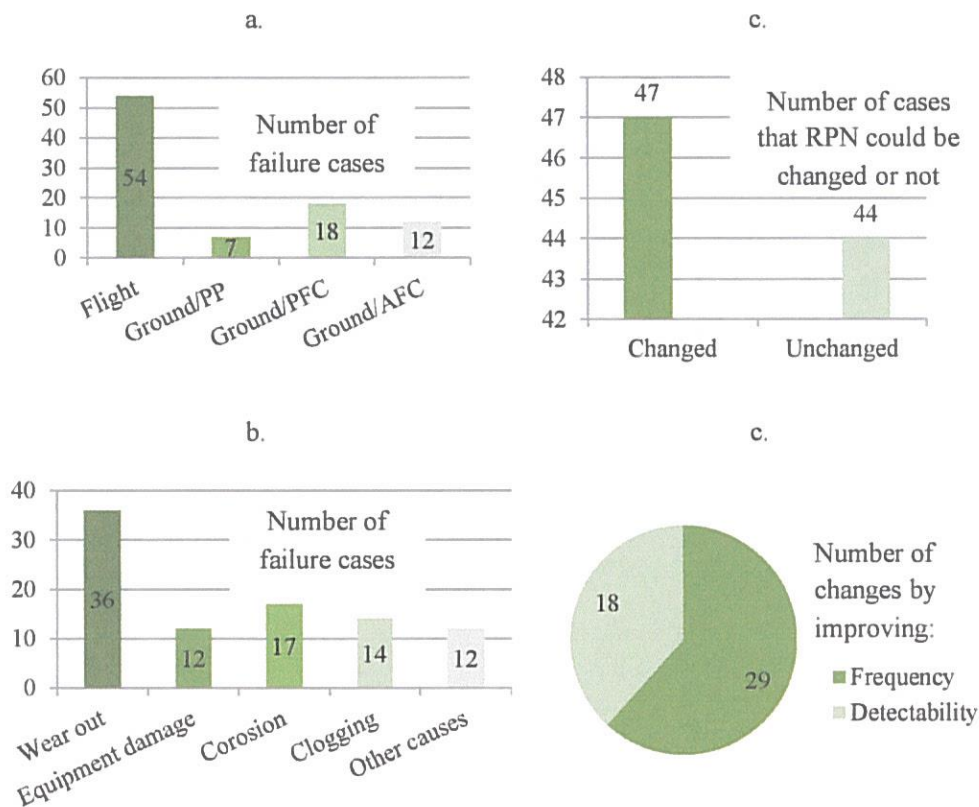 a.
60
50
40
30
20
10
0
Number of
failure cases
54
7
18
12
Flight
Ground/PP
Ground/PFC
Ground/AFC
c.
48
47
46
45
44
43
42
47
Number of cases
that RPN could be
changed or not
44
Changed
Unchanged
b.
40
30
20
10
0
Number of
failure cases
36
12
17
14
12
Wear out
Equipment damage
Corosion
Clogging
Other causes
c.
18
29
Number of
changes by
improving:
Frequency
Detectability